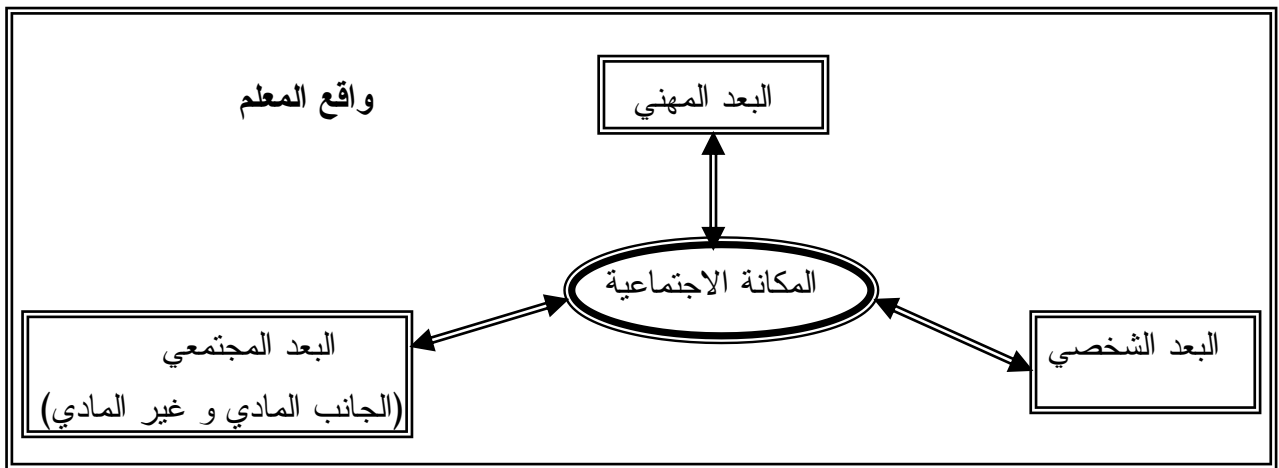 واقع المعلم
البعد المهني
المكانة الاجتماعية
البعد الشخصي
البعد المجتمعي
(الجانب المادي و غير المادي)